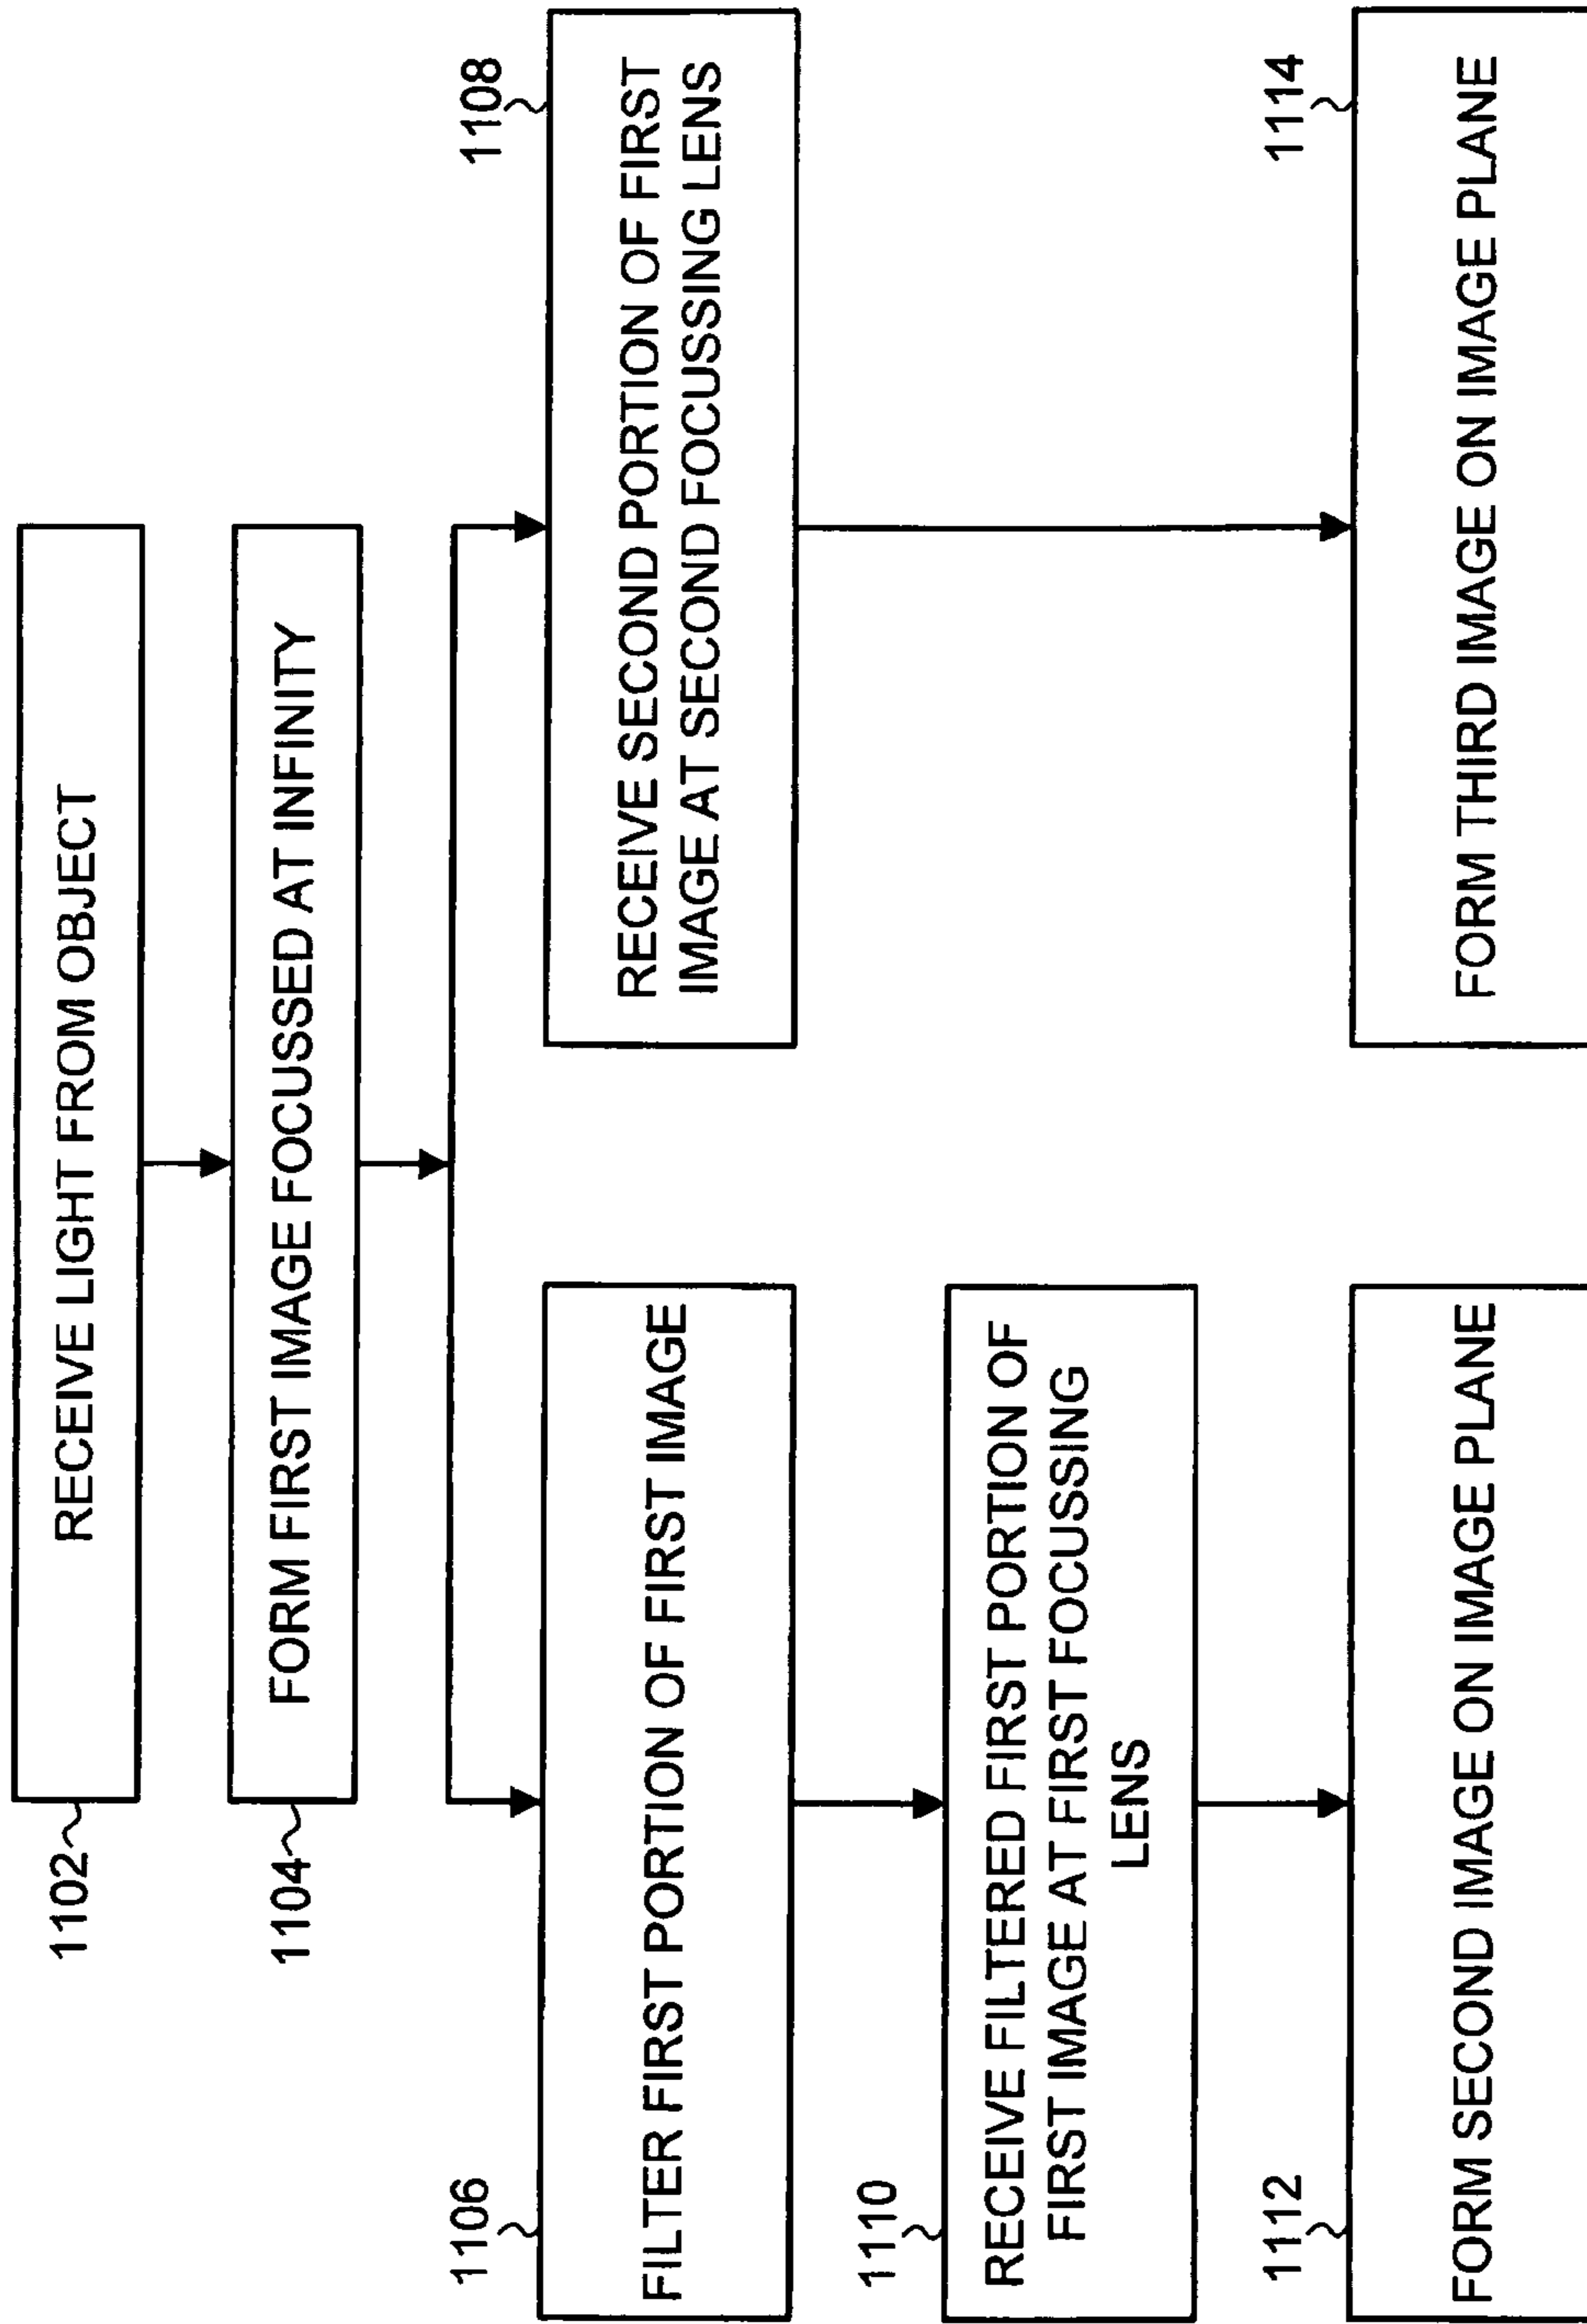 1102
RECEIVE LIGHT FROM OBJECT
1104
FORM FIRST IMAGE FOCUSSED AT INFINITY
1106
FILTER FIRST PORTION OF FIRST IMAGE
1108
RECEIVE SECOND PORTION OF FIRST
IMAGE AT SECOND FOCUSSING LENS
1110
RECEIVE FILTERED FIRST PORTION OF
FIRST IMAGE AT FIRST FOCUSSING
LENS
1112
FORM SECOND IMAGE ON IMAGE PLANE
1114
FORM THIRD IMAGE ON IMAGE PLANE